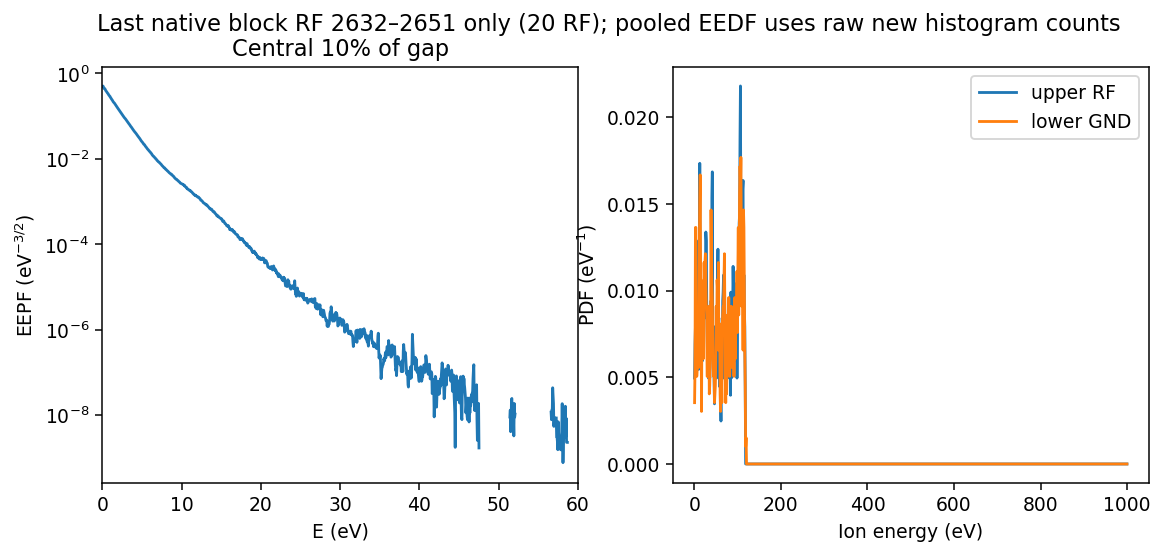 Last native block RF 2632–2651 only (20 RF); pooled EEDF uses raw new histogram counts
Central 10% of gap
10⁰
10⁻²
10⁻⁴
10⁻⁶
10⁻⁸
EEPF (eV⁻³/²)
0 10 20 30 40 50 60
E (eV)
upper RF
lower GND
0.020
0.015
0.010
0.005
0.000
PDF (eV⁻¹)
0 200 400 600 800 1000
Ion energy (eV)